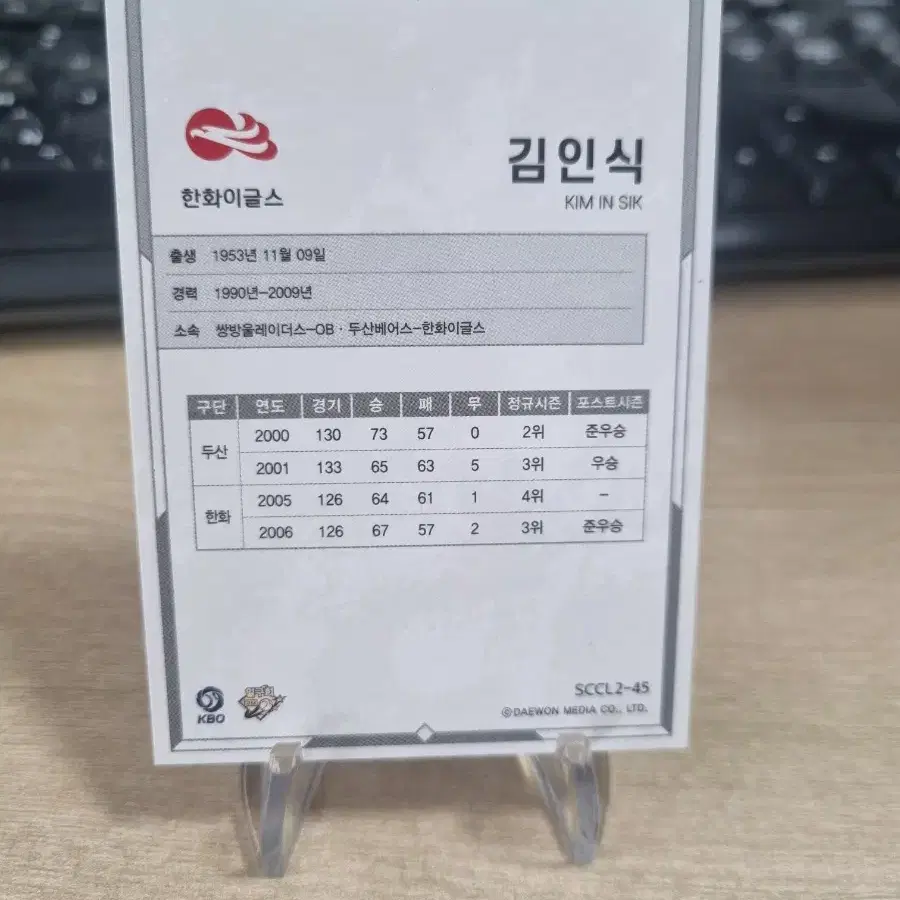 한화이글스
김인식
KIM IN SIK
출생 1953년 11월 09일
경력 1990년-2009년
소속 쌍방울레이더스-OB · 두산베어스-한화이글스
구단 연도 경기 승 패 무 정규시즌 포스트시즌
두산 2000 130 73 57 0 2위 준우승
2001 133 65 63 5 3위 우승
한화 2005 126 64 61 1 4위 -
2006 126 67 57 2 3위 준우승
KBO
SCCL2-45
©DAEWON MEDIA CO., LTD.